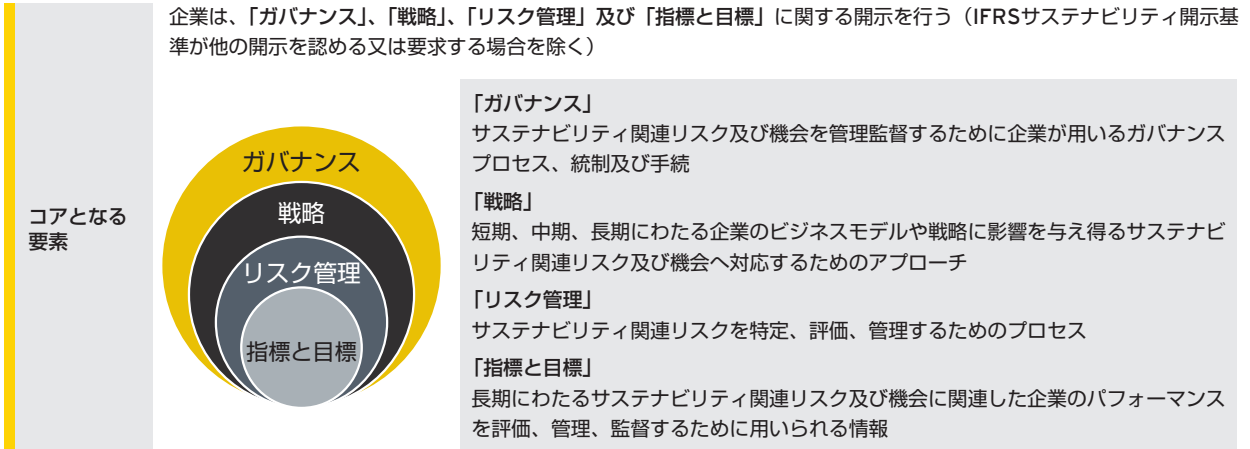 企業は、「ガバナンス」、「戦略」、「リスク管理」及び「指標と目標」に関する開示を行う（IFRSサステナビリティ開示基
準が他の開示を認める又は要求する場合を除く）
コアとなる
要素
ガバナンス
戦略
リスク管理
指標と目標
「ガバナンス」
サステナビリティ関連リスク及び機会を管理監督するために企業が用いるガバナンス
プロセス、統制及び手続
「戦略」
短期、中期、長期にわたる企業のビジネスモデルや戦略に影響を与え得るサステナビ
リティ関連リスク及び機会へ対応するためのアプローチ
「リスク管理」
サステナビリティ関連リスクを特定、評価、管理するためのプロセス
「指標と目標」
長期にわたるサステナビリティ関連リスク及び機会に関連した企業のパフォーマンス
を評価、管理、監督するために用いられる情報